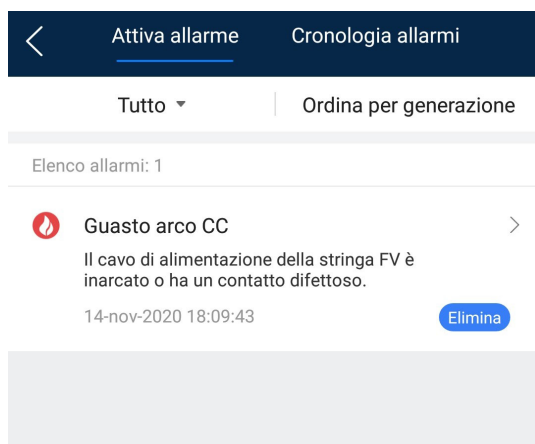 Attiva allarme Cronologia allarmi
Tutto Ordina per generazione
Elenco allarmi: 1
Guasto arco CC
Il cavo di alimentazione della stringa FV è
inarcato o ha un contatto difettoso.
14-nov-2020 18:09:43 Elimina